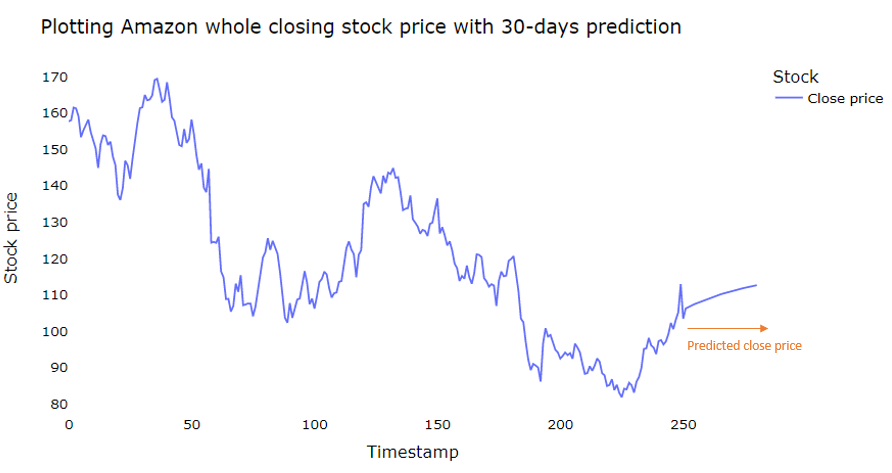 Plotting Amazon whole closing stock price with 30-days prediction
Stock
Close price
170
160
150
140
130
120
110
100
90
80
Stock price
0
50
100
150
200
250
Timestamp
Predicted close price